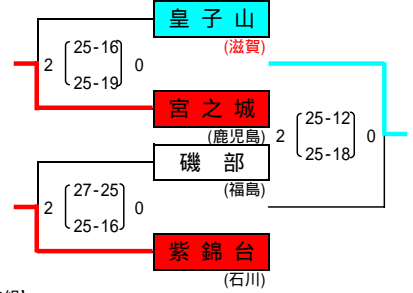 皇子山
(滋賀)
2 25-16 0
25-19
宮之城
(鹿児島)
2 25-12 0
25-18
磯部
(福島)
2 27-25 0
25-16
紫錦台
(石川)